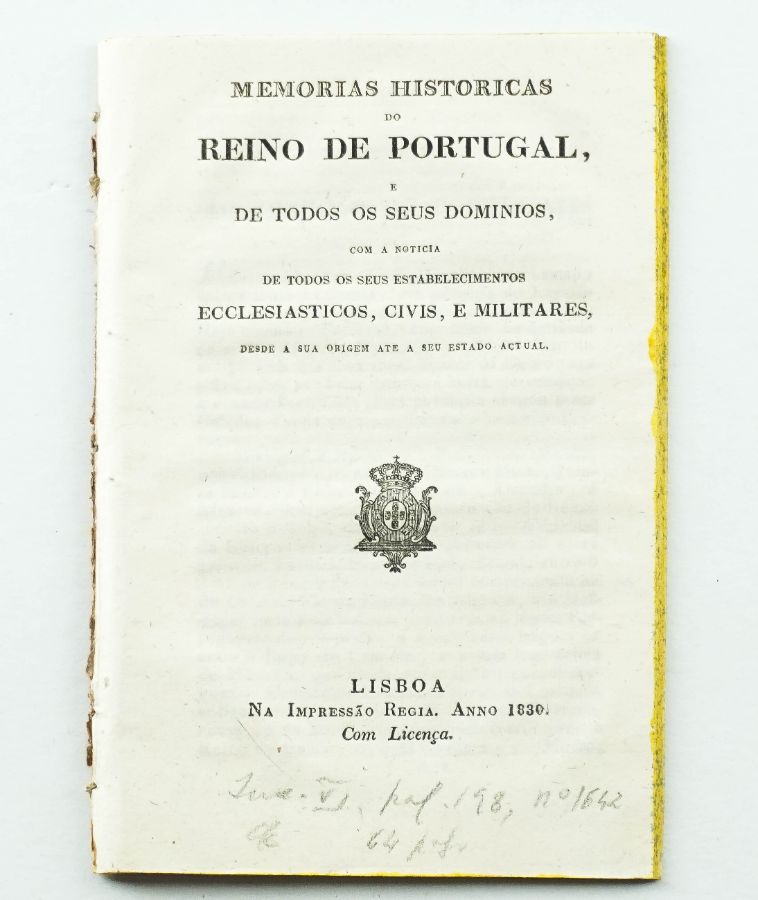 MEMORIAS HISTORICAS
DO
REINO DE PORTUGAL,
E
DE TODOS OS SEUS DOMINIOS,
COM A NOTICIA
DE TODOS OS SEUS ESTABELECIMENTOS
ECCLESIASTICOS, CIVIS, E MILITARES,
DESDE A SUA ORIGEM ATE A SEU ESTADO ACTUAL.
LISBOA
NA IMPRESSÃO REGIA. ANNO 1830.
Com Licença.
VI, pag. 198, nº 1642
64 pags.